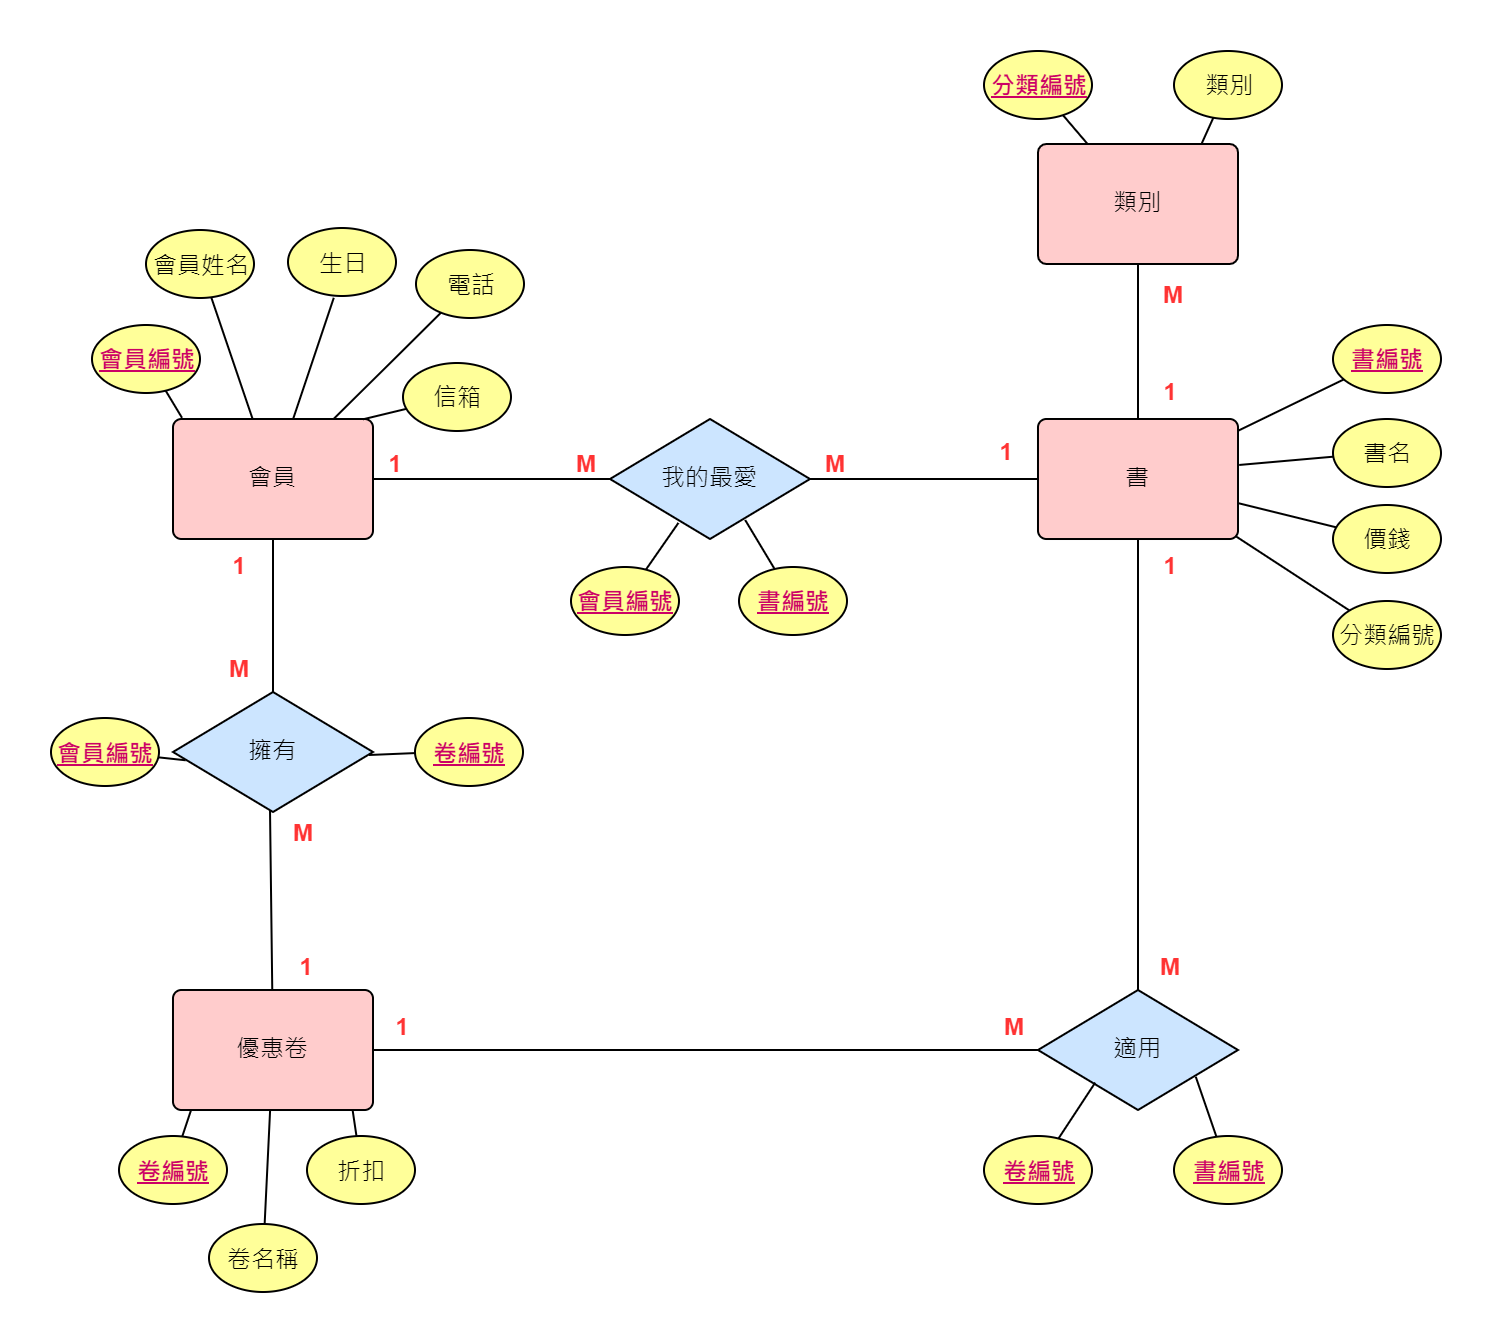 分類編號
類別
類別
M
會員姓名
生日
電話
會員編號
信箱
書編號
1
會員
1
M
我的最愛
M
1
書
書名
價錢
分類編號
1
1
會員編號
書編號
M
會員編號
擁有
卷編號
M
1
M
優惠卷
1
M
適用
卷編號
折扣
卷編號
書編號
卷名稱